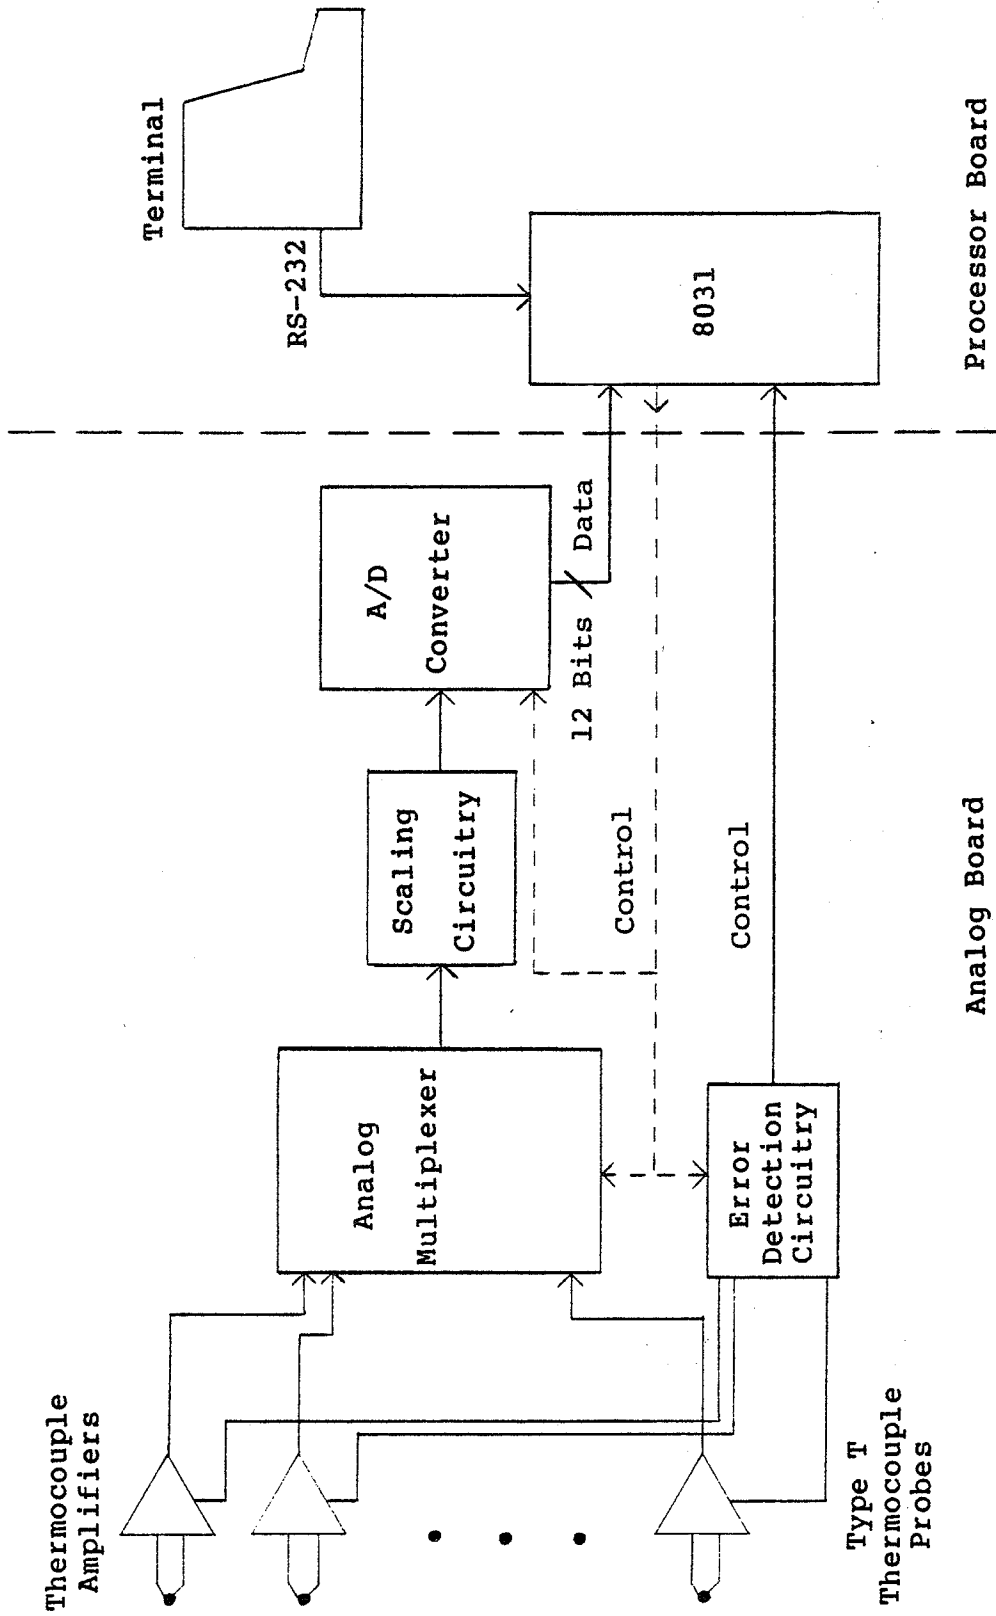 Thermocouple
Amplifiers
Type T
Thermocouple
Probes
Analog
Multiplexer
Error
Detection
Circuitry
Scaling
Circuitry
Control
Control
A/D
Converter
12 Bits
Data
RS-232
Terminal
8031
Analog Board
Processor Board